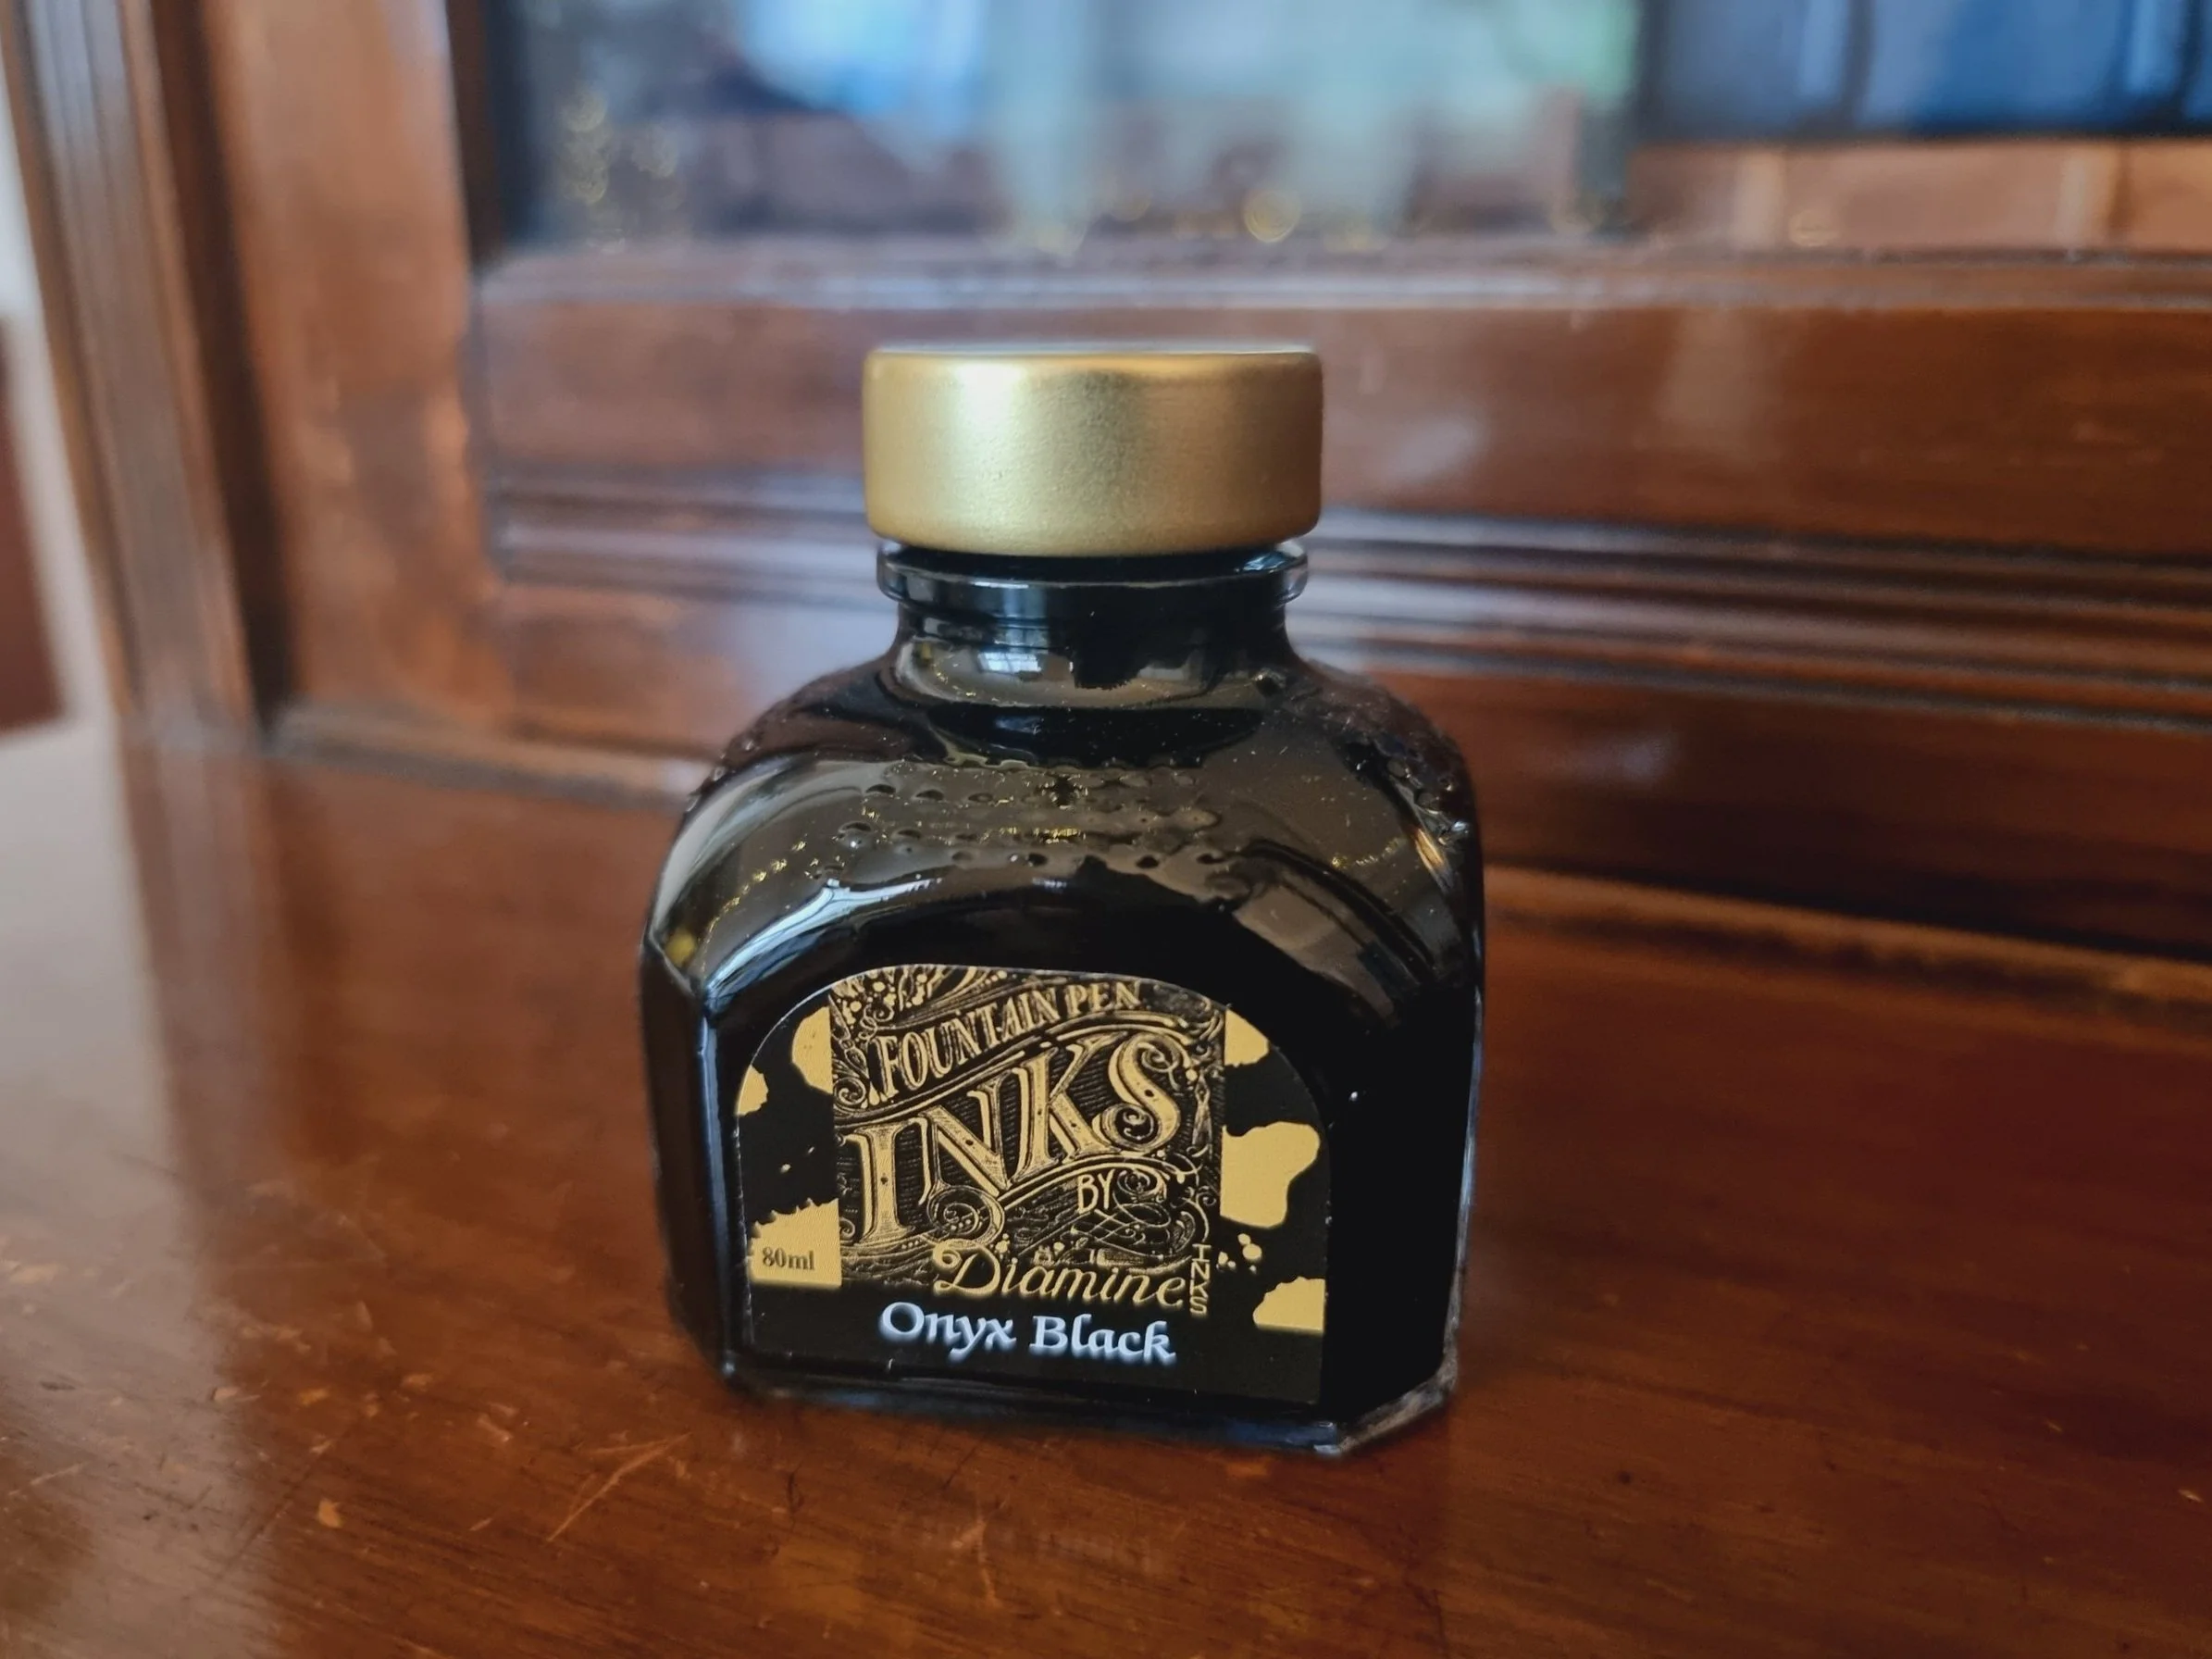 FOUNTAIN PEN
INKS
BY
Diamine
INKS
80ml
Onyx Black